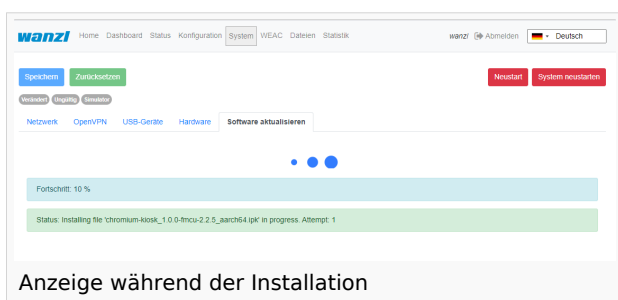 wanzl Home Dashboard Status Konfiguration System WEAC Dateien Statistik wanzl Abmelden Deutsch
Speichern Zurücksetzen Neustart System neustarten
Verändert Ungültig Simulator
Netzwerk OpenVPN USB-Geräte Hardware Software aktualisieren
Fortschritt: 10 %
Status: Installing file 'chromium-kiosk_1.0.0-fmcu-2.2.5_aarch64.ipk' in progress. Attempt: 1
Anzeige während der Installation